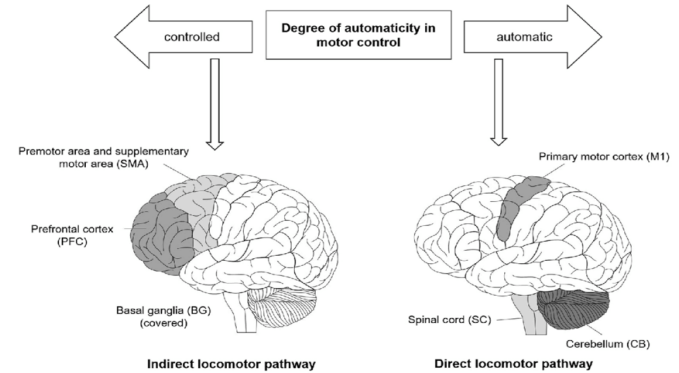 controlled
Degree of automaticity in
motor control
automatic
Premotor area and supplementary
motor area (SMA)
Prefrontal cortex
(PFC)
Basal ganglia (BG)
(covered)
Indirect locomotor pathway
Primary motor cortex (M1)
Spinal cord (SC)
Cerebellum (CB)
Direct locomotor pathway